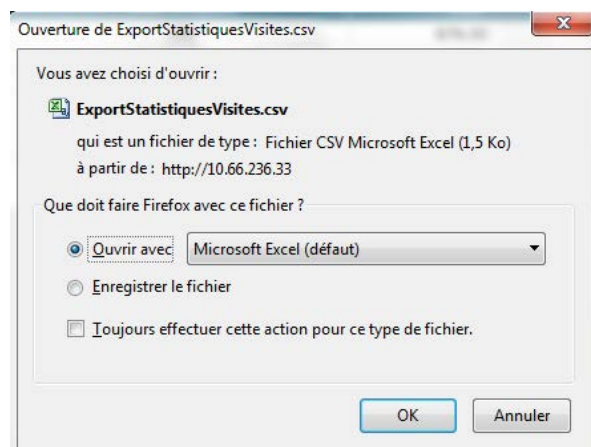 Ouverture de ExportStatistiquesVisites.csv
Vous avez choisi d'ouvrir :
ExportStatistiquesVisites.csv
qui est un fichier de type : Fichier CSV Microsoft Excel (1,5 Ko)
à partir de : http://10.66.236.33
Que doit faire Firefox avec ce fichier ?
Ouvrir avec Microsoft Excel (défaut)
Enregistrer le fichier
Toujours effectuer cette action pour ce type de fichier.
OK Annuler